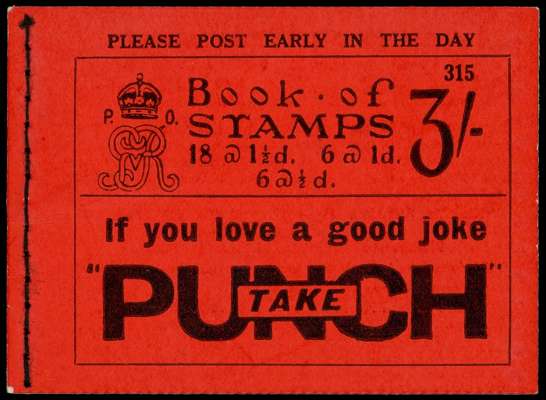 PLEASE POST EARLY IN THE DAY
315
P. O.
GvR
Book · of
STAMPS
3/-
18 @ 1½d. 6 @ 1d.
6 @ ½d.
If you love a good joke
"PUNCH"
TAKE